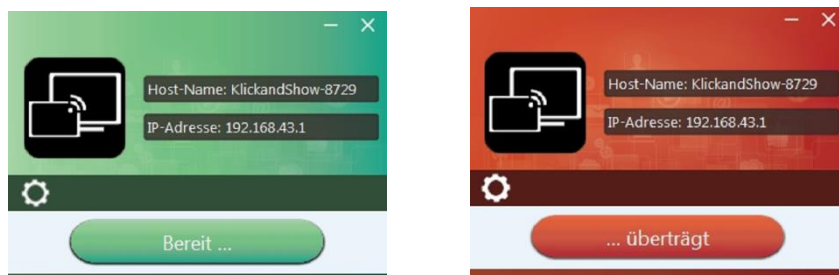 Host-Name: KlickandShow-8729
IP-Adresse: 192.168.43.1
Bereit ...
Host-Name: KlickandShow-8729
IP-Adresse: 192.168.43.1
... überträgt